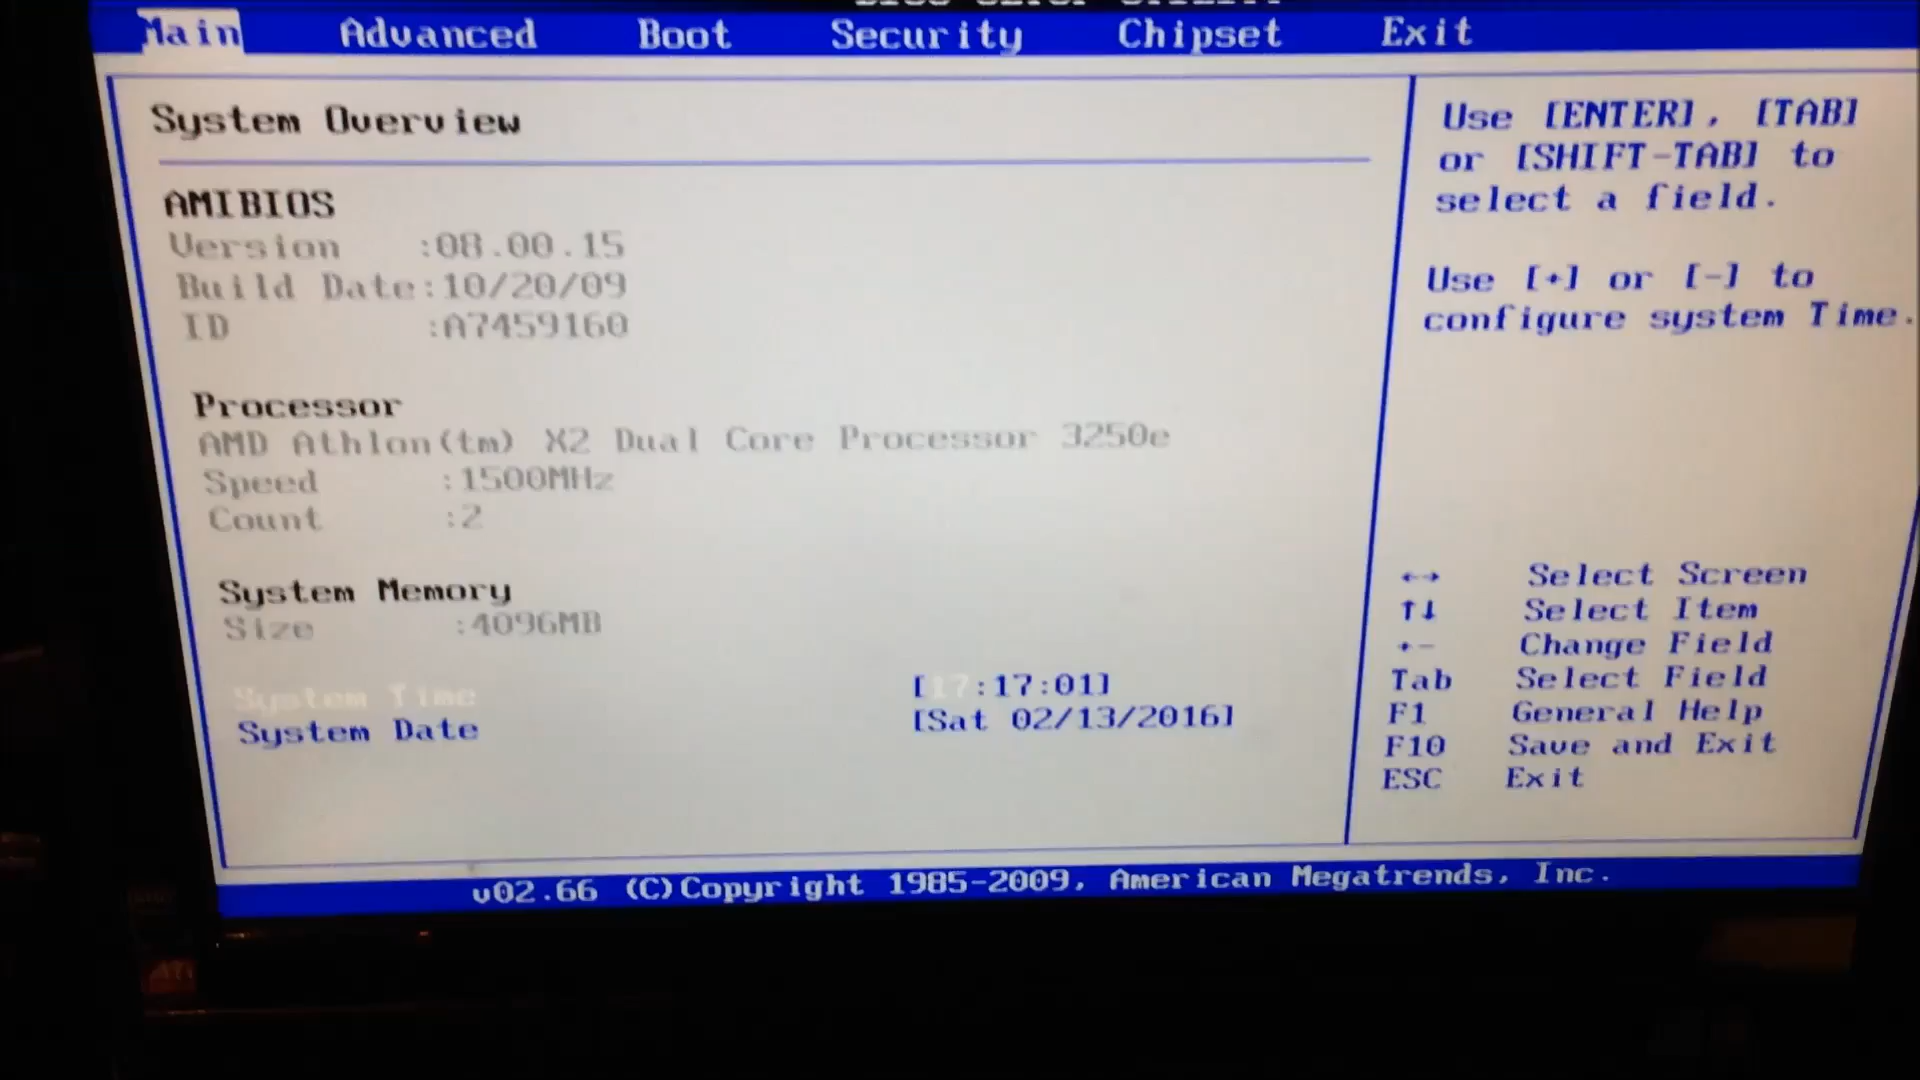 Main Advanced Boot Security Chipset Exit
System Overview
AMIBIOS
Version :08.00.15
Build Date:10/20/09
ID :A7459160
Processor
AMD Athlon(tm) X2 Dual Core Processor 3250e
Speed :1500MHz
Count :2
System Memory
Size :4096MB
System Time [17:17:01]
System Date [Sat 02/13/2016]
Use [ENTER], [TAB]
or [SHIFT-TAB] to
select a field.
Use [+] or [-] to
configure system Time.
←→ Select Screen
↑↓ Select Item
+- Change Field
Tab Select Field
F1 General Help
F10 Save and Exit
ESC Exit
v02.66 (C)Copyright 1985-2009, American Megatrends, Inc.
ATI